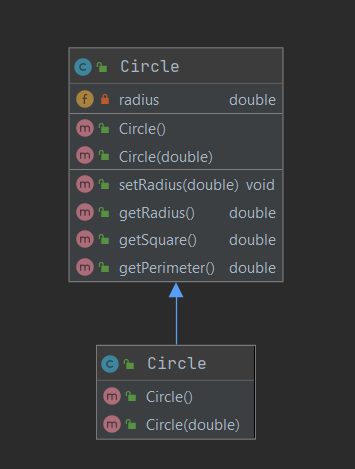 Circle
radius double
Circle()
Circle(double)
setRadius(double) void
getRadius() double
getSquare() double
getPerimeter() double
Circle
Circle()
Circle(double)